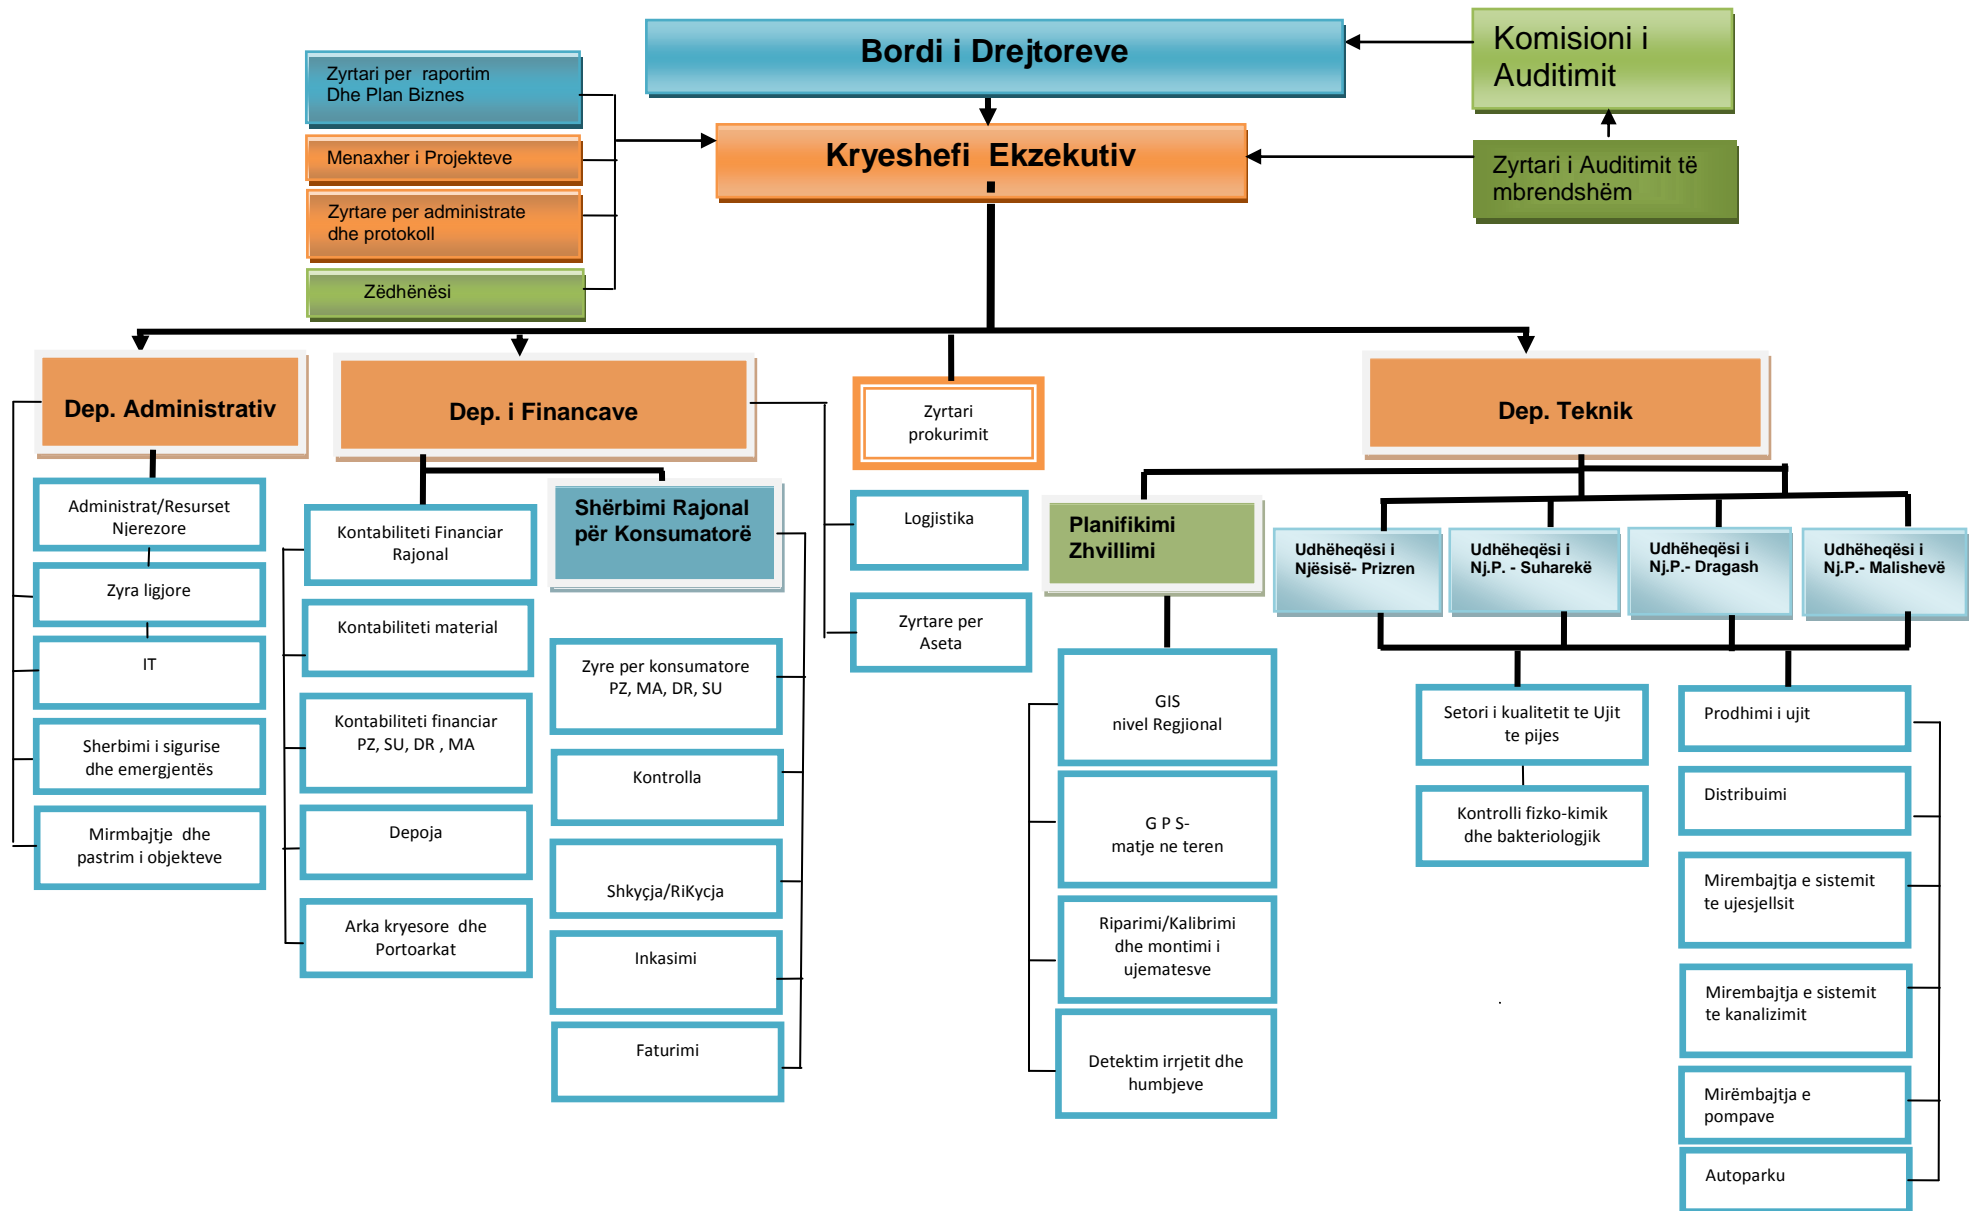 Bordi i Drejtoreve
Komisioni i
Auditimit
Zyrtari per raportim
Dhe Plan Biznes
Menaxher i Projekteve
Zyrtare per administrate
dhe protokoll
Zëdhënësi
Kryeshefi Ekzekutiv
Zyrtari i Auditimit të
mbrendshëm
Dep. Administrativ
Dep. i Financave
Zyrtari
prokurimit
Dep. Teknik
Administrat/Resurset
Njerezore
Zyra ligjore
IT
Sherbimi i sigurise
dhe emergjentës
Mirmbajtje dhe
pastrim i objekteve
Kontabiliteti Financiar
Rajonal
Kontabiliteti material
Kontabiliteti financiar
PZ, SU, DR , MA
Depoja
Arka kryesore dhe
Portoarkat
Shërbimi Rajonal
për Konsumatorë
Zyre per konsumatore
PZ, MA, DR, SU
Kontrolla
Shkyçja/RiKycja
Inkasimi
Faturimi
Logjistika
Zyrtare per
Aseta
Planifikimi
Zhvillimi
GIS
nivel Regjional
G P S-
matje ne teren
Riparimi/Kalibrimi
dhe montimi i
ujematesve
Detektim irrjetit dhe
humbjeve
Udhëheqësi i
Njësisë- Prizren
Udhëheqësi i
Nj.P. - Suharekë
Udhëheqësi i
Nj.P.- Dragash
Udhëheqësi i
Nj.P.- Malishevë
Setori i kualitetit te Ujit
te pijes
Kontrolli fizko-kimik
dhe bakteriologjik
Prodhimi i ujit
Distribuimi
Mirembajtja e sistemit
te ujesjellsit
Mirembajtja e sistemit
te kanalizimit
Mirëmbajtja e
pompave
Autoparku